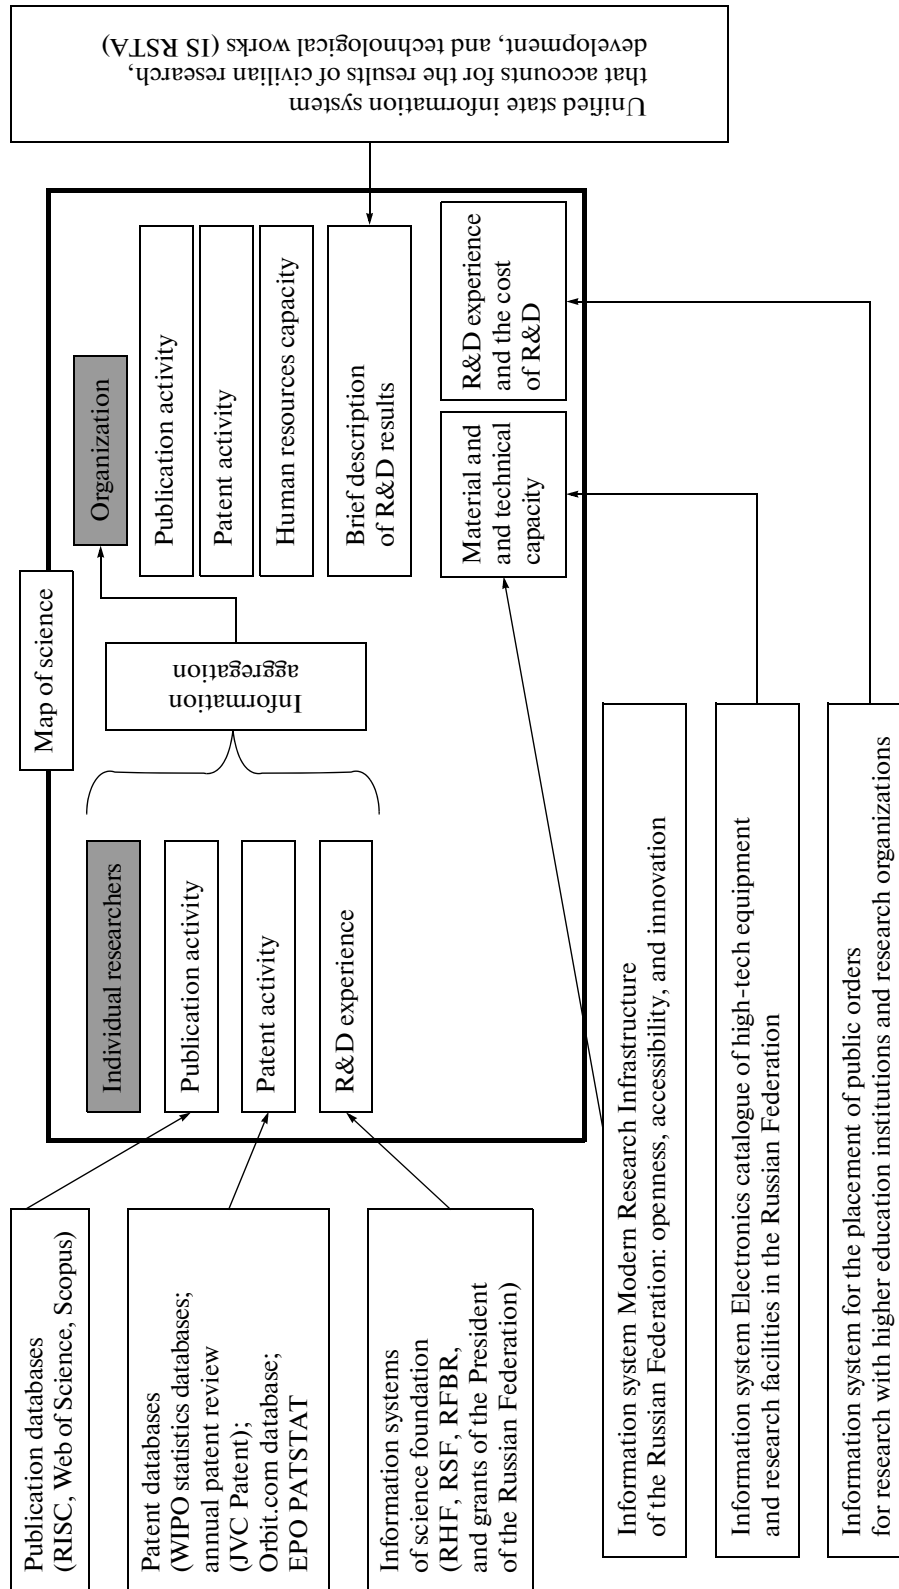 Map of science
Publication databases
(RISC, Web of Science, Scopus)
Patent databases
(WIPO statistics databases;
annual patent review
(JVC Patent);
Orbit.com database;
EPO PATSTAT
Information systems
of science foundation
(RHF, RSF, RFBR,
and grants of the President
of the Russian Federation)
Individual researchers
Publication activity
Patent activity
R&D experience
Information
aggregation
Organization
Publication activity
Patent activity
Human resources capacity
Brief description
of R&D results
Material and
and technical
capacity
R&D experience
and the cost
of R&D
Unified state information system
that accounts for the results of civilian research,
development, and technological works (IS RSTA)
Information system Modern Research Infrastructure
of the Russian Federation: openness, accessibility, and innovation
Information system Electronics catalogue of high-tech equipment
and research facilities in the Russian Federation
Information system for the placement of public orders
for research with higher education institutions and research organizations